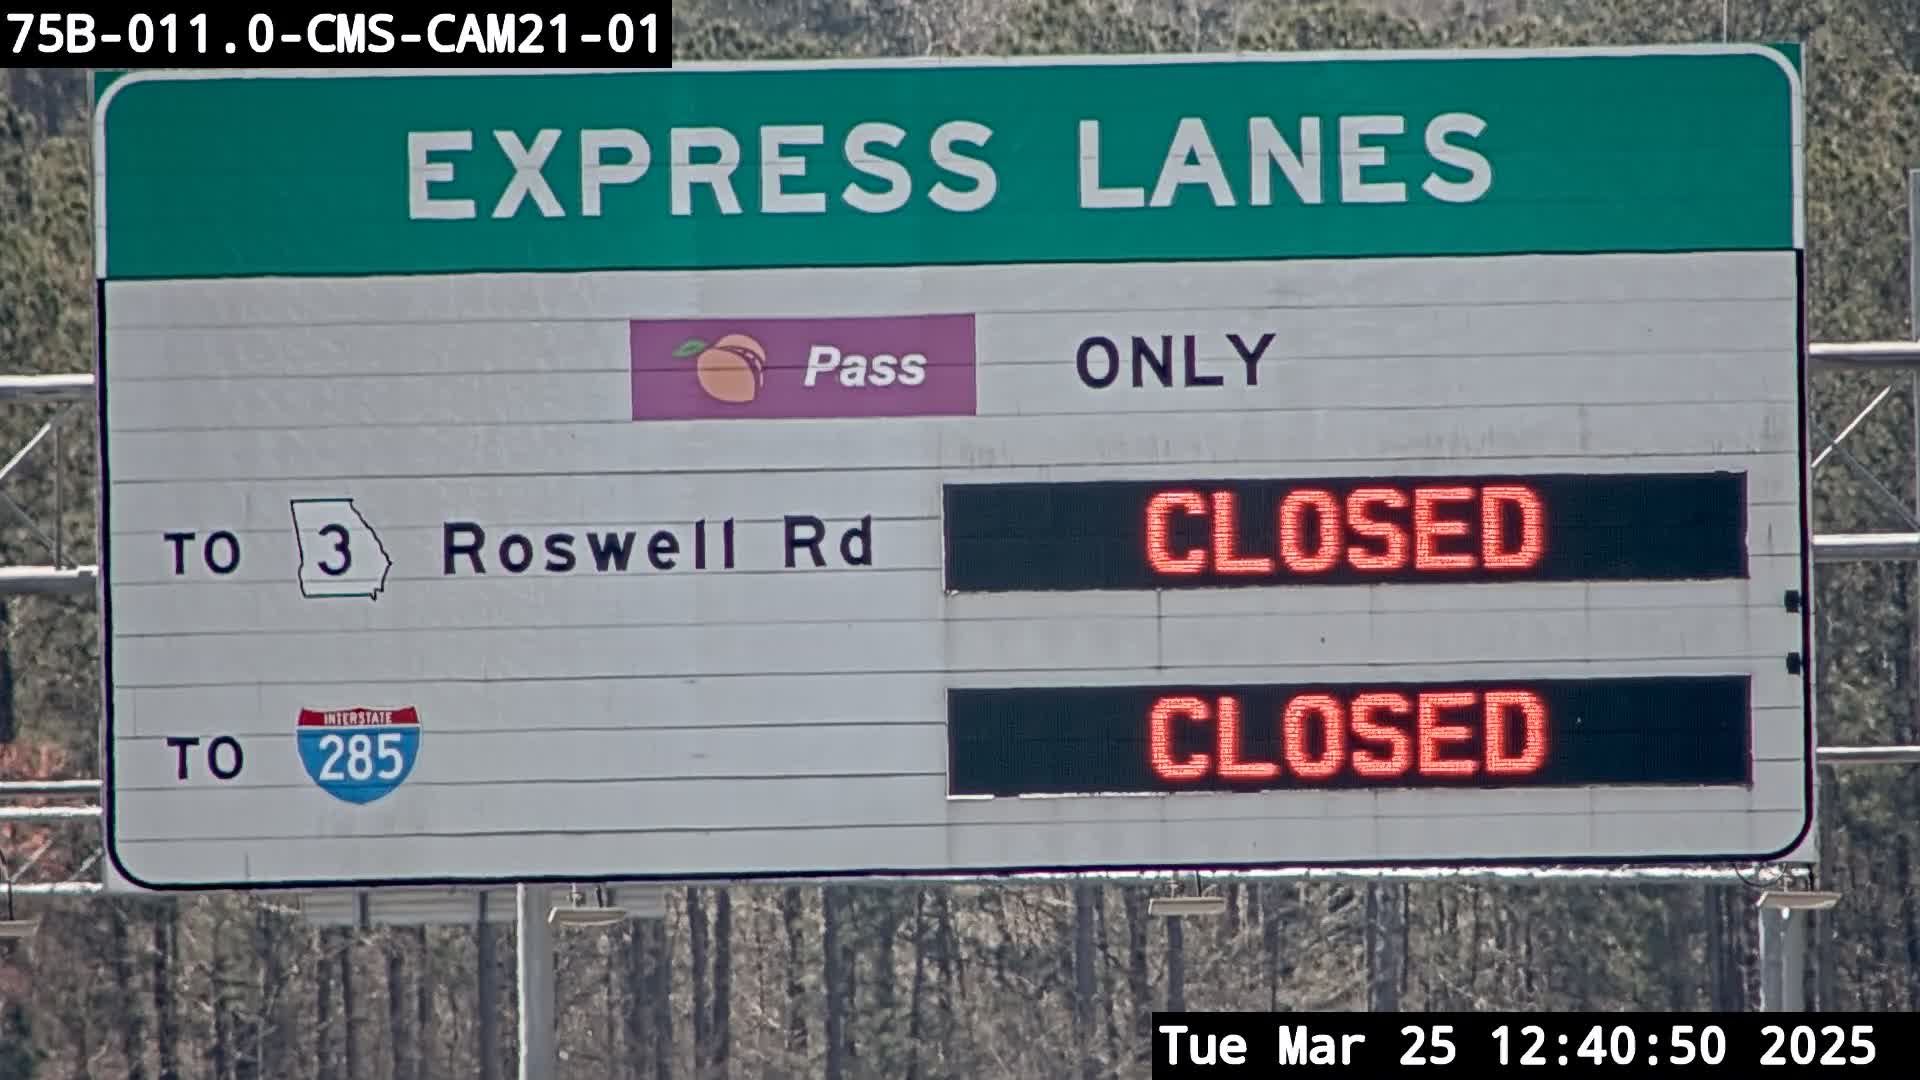 75B-011.0-CMS-CAM21-01
EXPRESS LANES
Pass ONLY
TO 3 Roswell Rd CLOSED
INTERSTATE
TO 285 CLOSED
Tue Mar 25 12:40:50 2025